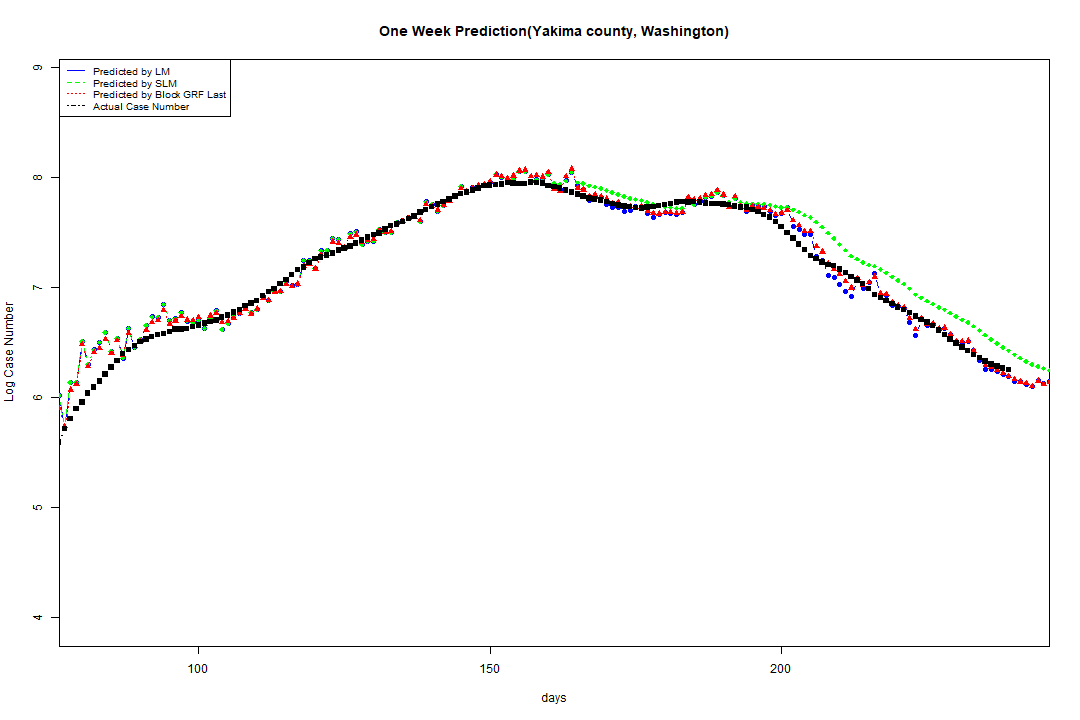 One Week Prediction(Yakima county, Washington)
Predicted by LM
Predicted by SLM
Predicted by Block GRF Last
Actual Case Number
9
8
7
6
5
4
Log Case Number
100
150
200
days